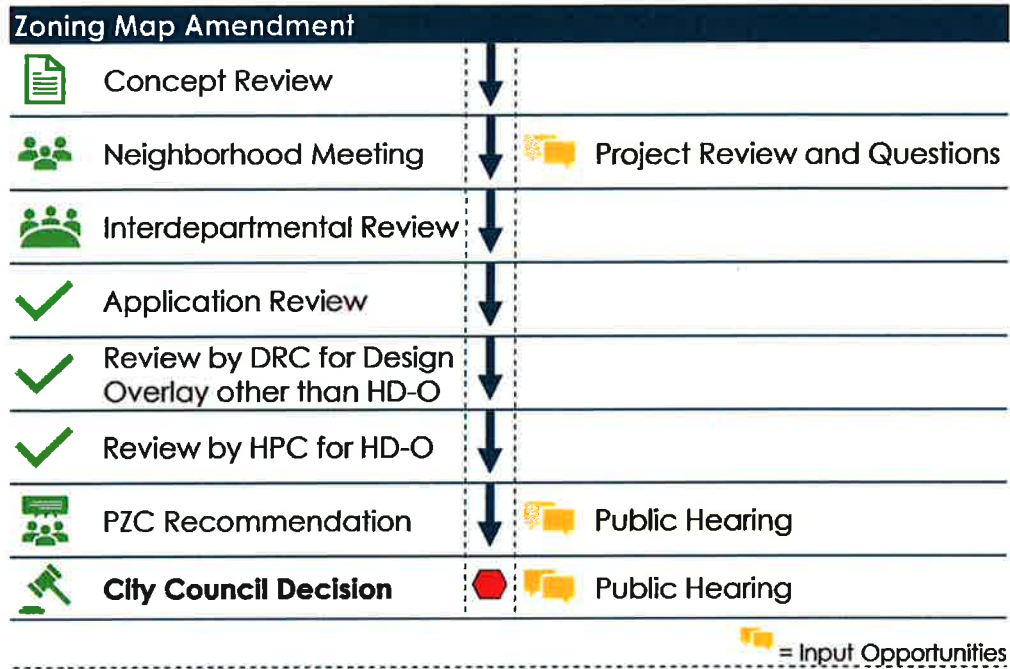 Zoning Map Amendment
Concept Review
Neighborhood Meeting
Project Review and Questions
Interdepartmental Review
Application Review
Review by DRC for Design
Overlay other than HD-O
Review by HPC for HD-O
PZC Recommendation
Public Hearing
City Council Decision
Public Hearing
= Input Opportunities